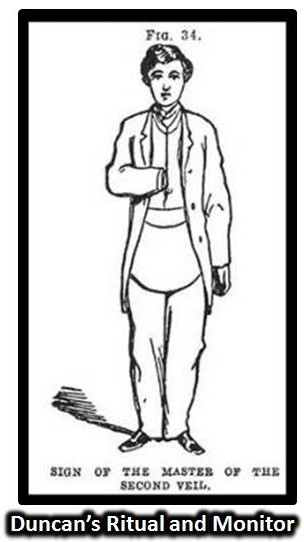 FIG. 34.
SIGN OF THE MASTER OF THE
SECOND VEIL.
Duncan's Ritual and Monitor